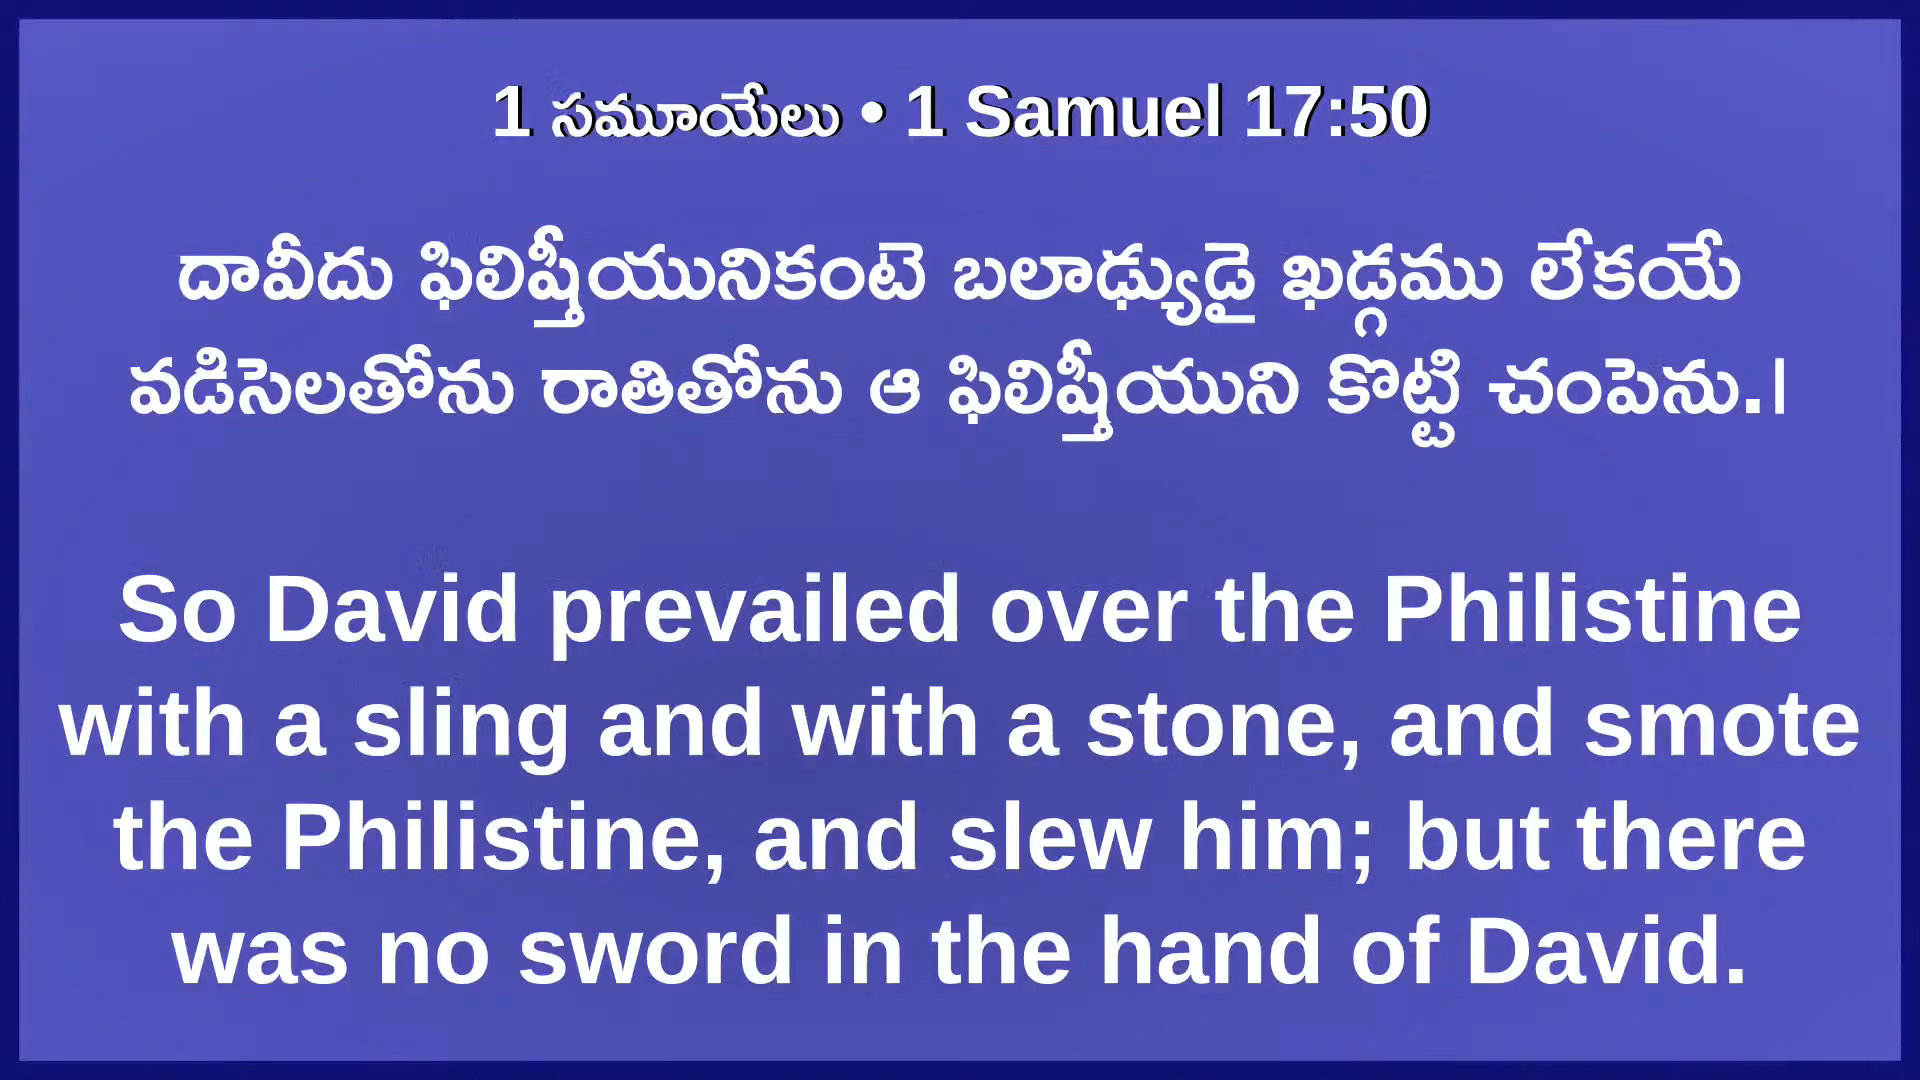 1 సమూయేలు • 1 Samuel 17:50
దావీదు ఫిలిష్తీయునికంటె బలాఢ్యుడై ఖడ్గము లేకయే
వడిసెలతోను రాతితోను ఆ ఫిలిష్తీయుని కొట్టి చంపెను.।
So David prevailed over the Philistine
with a sling and with a stone, and smote
the Philistine, and slew him; but there
was no sword in the hand of David.